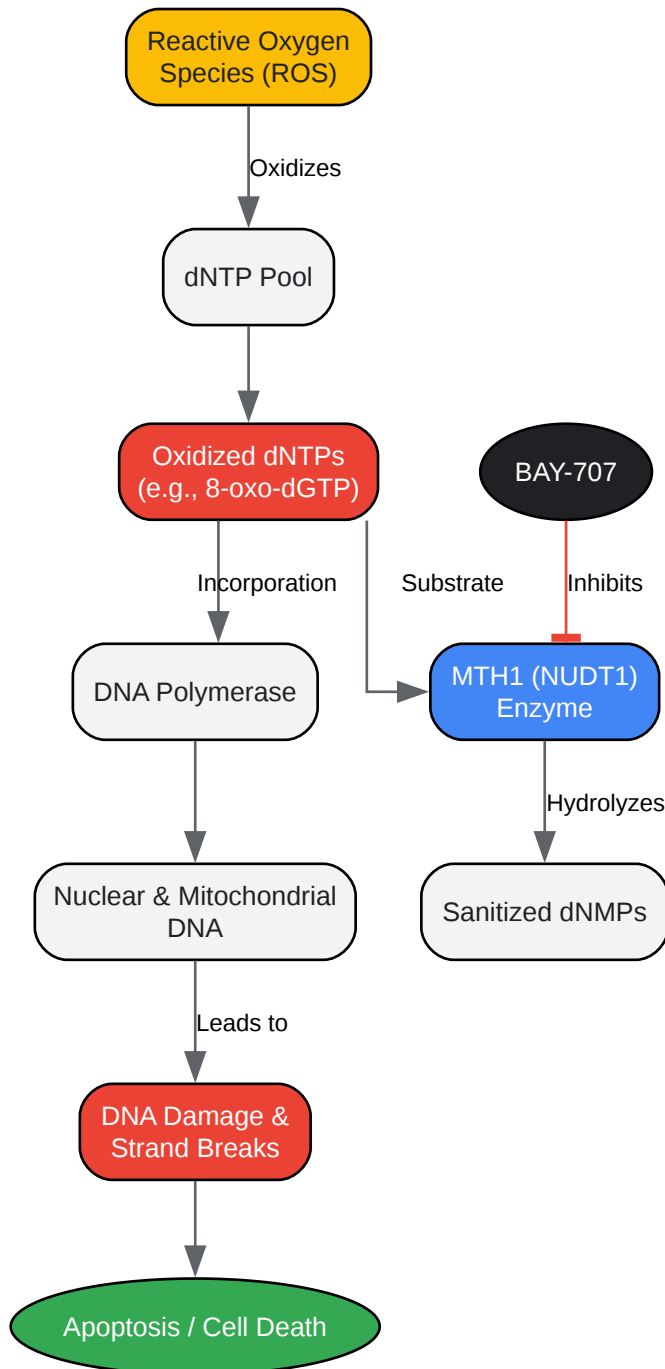 Reactive Oxygen
Species (ROS)
Oxidizes
dNTP Pool
Oxidized dNTPs
(e.g., 8-oxo-dGTP)
BAY-707
Incorporation
Substrate
Inhibits
DNA Polymerase
MTH1 (NUDT1)
Enzyme
Hydrolyzes
Nuclear & Mitochondrial
DNA
Sanitized dNMPs
Leads to
DNA Damage &
Strand Breaks
Apoptosis / Cell Death